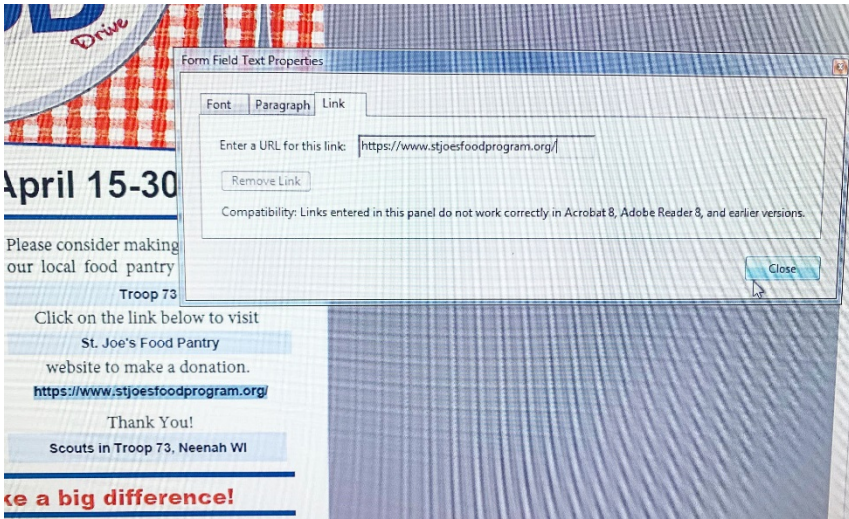 Drive
Form Field Text Properties
Font
Paragraph
Link
Enter a URL for this link:
https://www.stjoesfoodprogram.org/
Remove Link
Compatibility: Links entered in this panel do not work correctly in Acrobat 8, Adobe Reader 8, and earlier versions.
Close
April 15-30
Please consider making
our local food pantry
Troop 73
Click on the link below to visit
St. Joe's Food Pantry
website to make a donation.
https://www.stjoesfoodprogram.org/
Thank You!
Scouts in Troop 73, Neenah WI
ke a big difference!